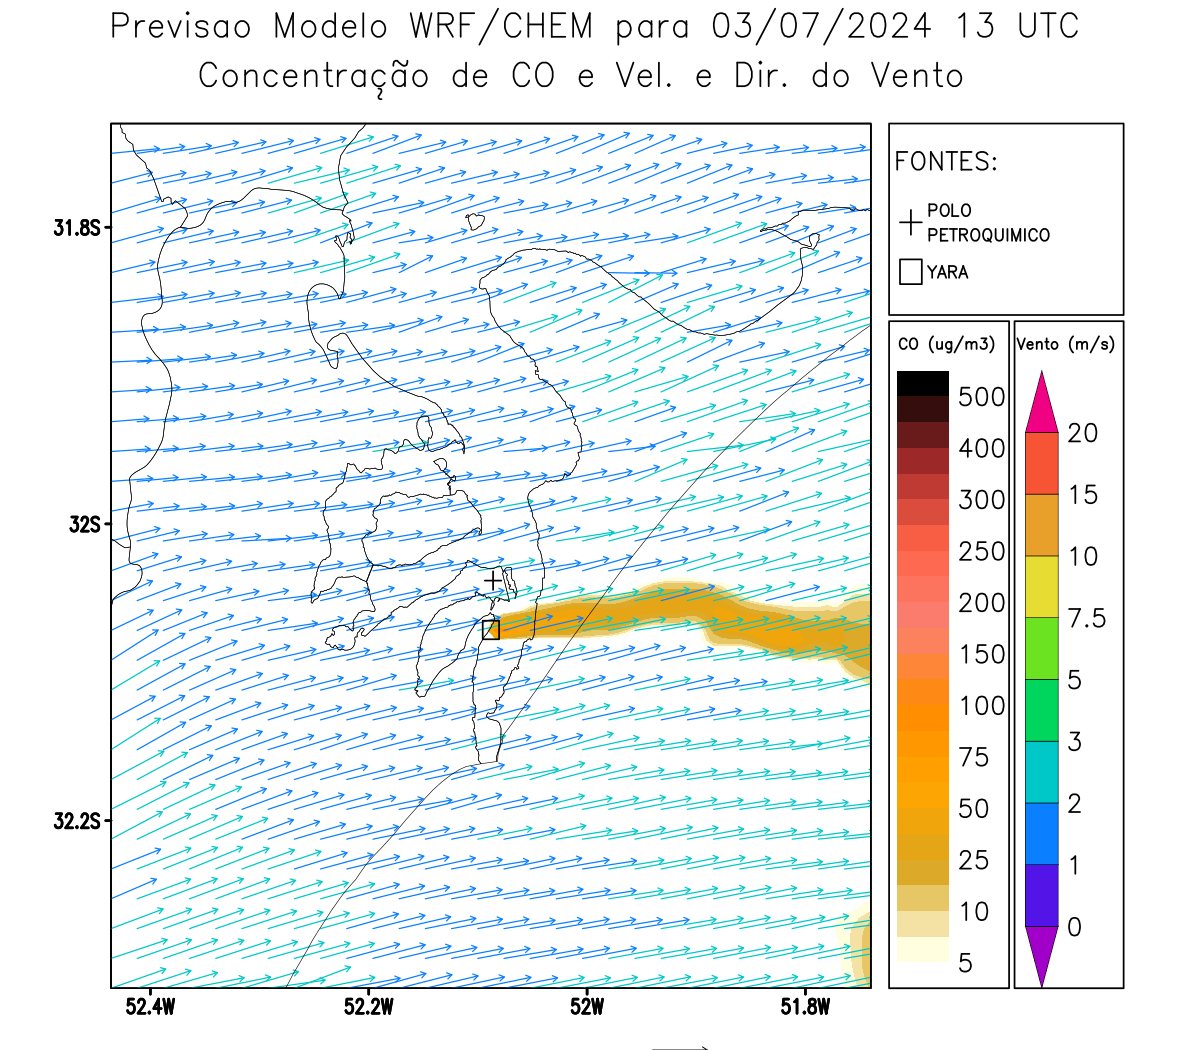 Previsao Modelo WRF/CHEM para 03/07/2024 13 UTC
Concentração de CO e Vel. e Dir. do Vento
FONTES:
POLO
PETROQUIMICO
YARA
CO (ug/m3)
500
400
300
250
200
150
100
75
50
25
10
5
Vento (m/s)
20
15
10
7.5
5
3
2
1
0
31.8S
32S
32.2S
52.4W
52.2W
52W
51.8W